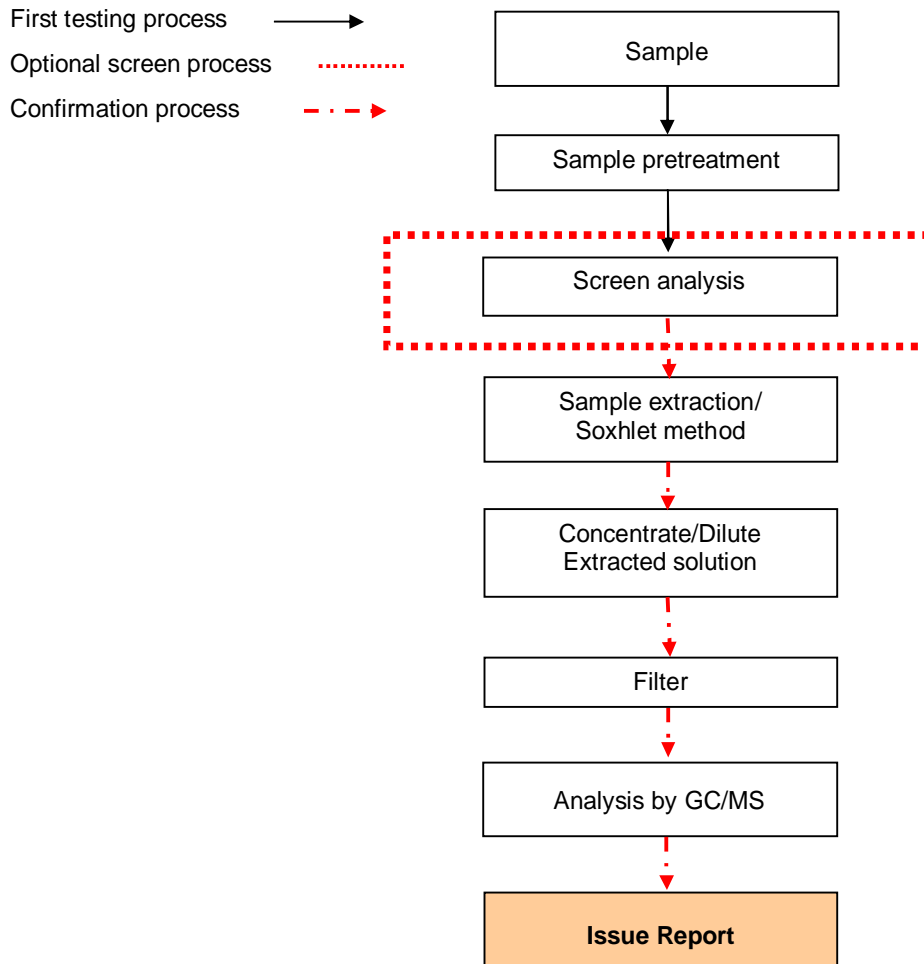 First testing process
Optional screen process
Confirmation process
Sample
Sample pretreatment
Screen analysis
Sample extraction/
Soxhlet method
Concentrate/Dilute
Extracted solution
Filter
Analysis by GC/MS
Issue Report